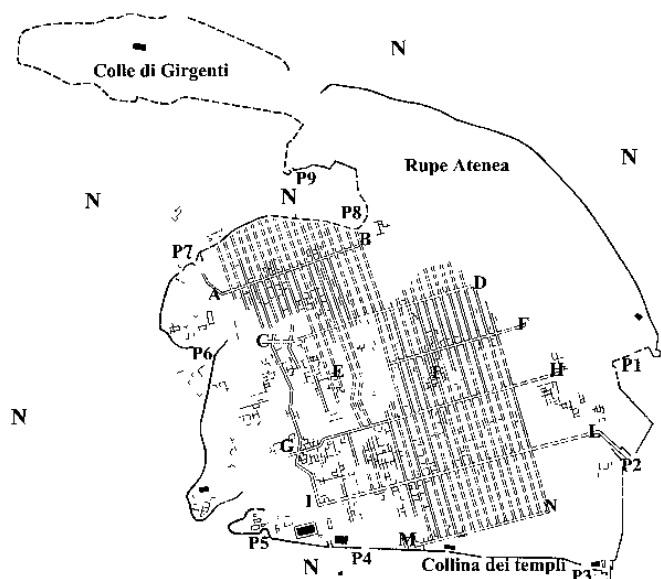 N
Colle di Girgenti
N
Rupe Atenea
P9
N
N
P8
B
P7
A
D
C
F
P6
P1
E
E
H
N
G
L
P2
I
N
M
P5
P4
Collina dei templi
P3
N